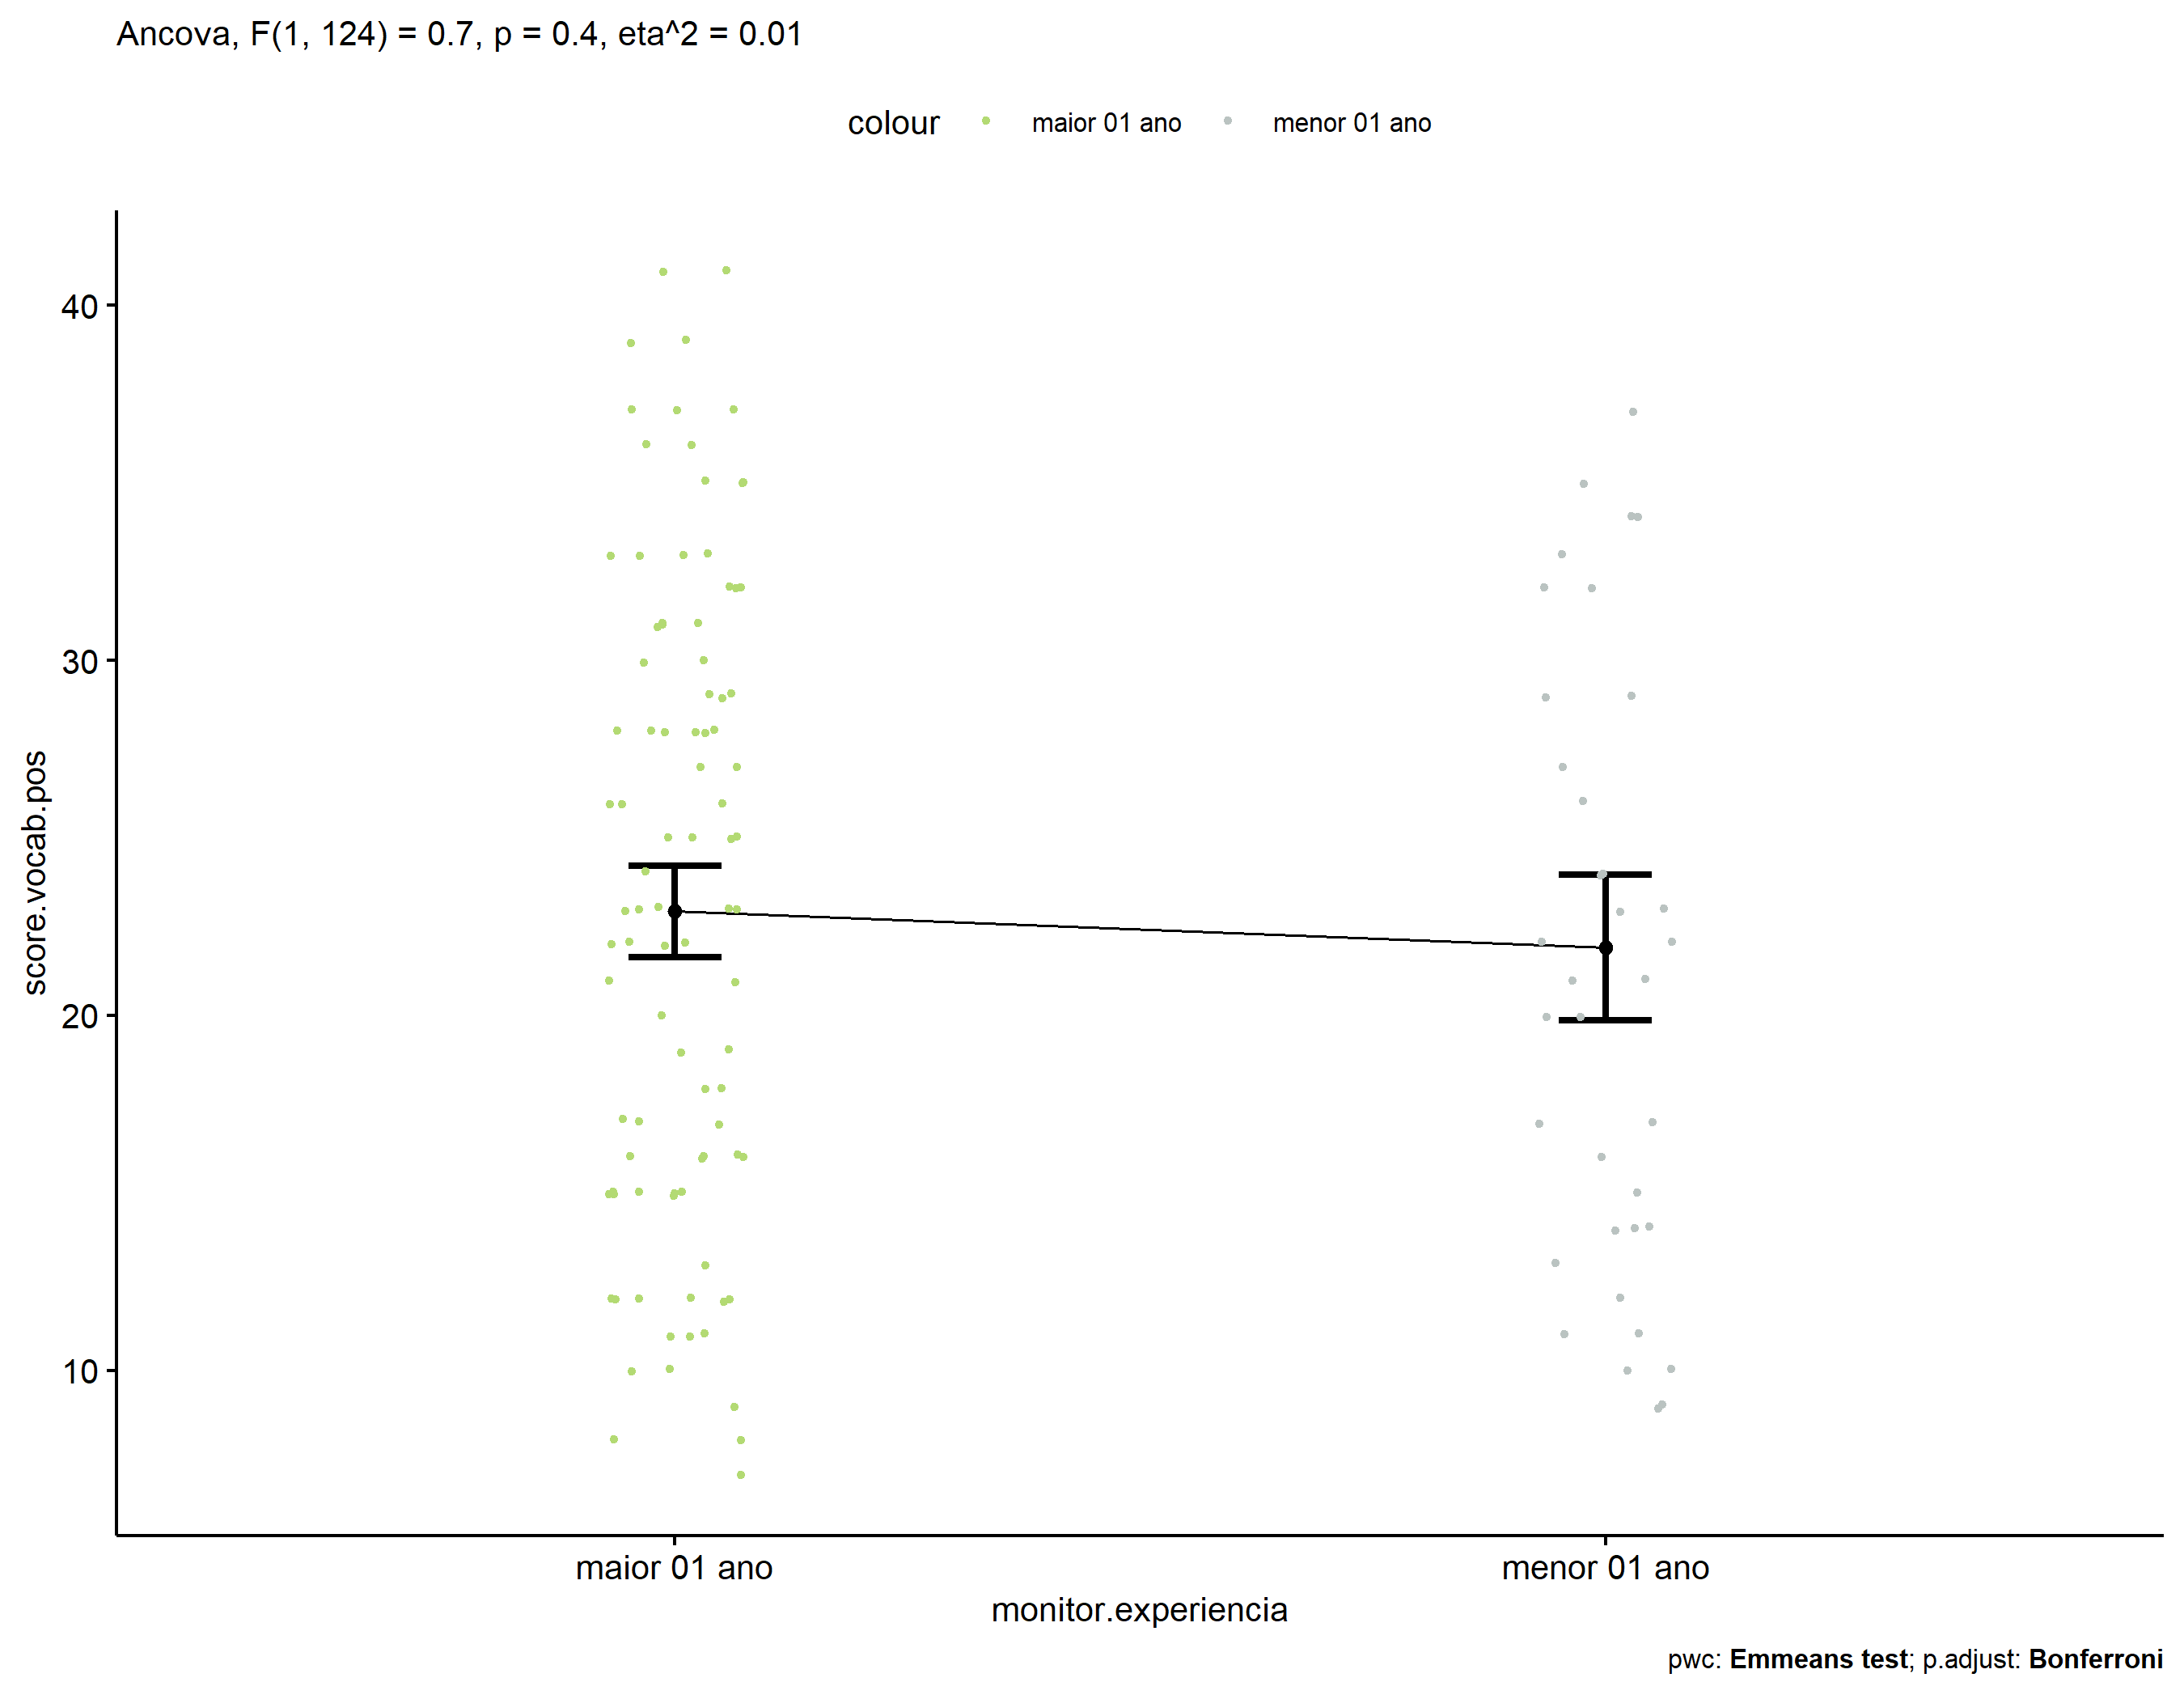 Ancova, F(1, 124) = 0.7, p = 0.4, eta^2 = 0.01
colour maior 01 ano menor 01 ano
score.vocab.pos
40
30
20
10
maior 01 ano menor 01 ano
monitor.experiencia
pwc: Emmeans test; p.adjust: Bonferroni